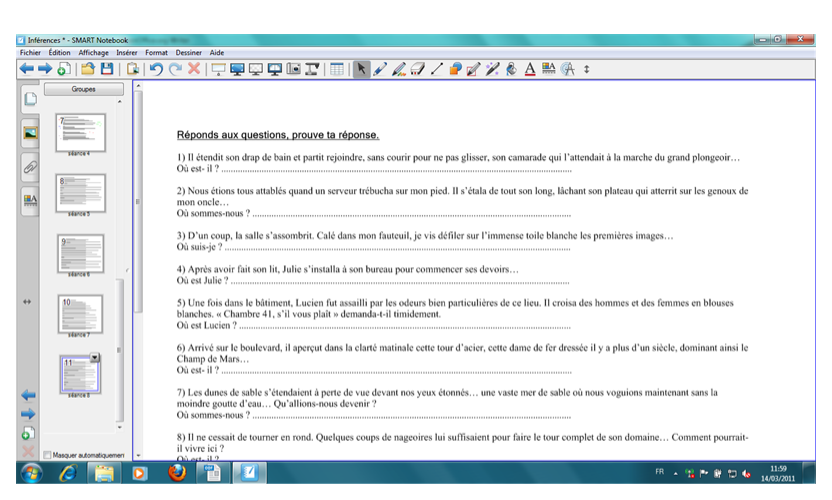 Inférences * - SMART Notebook
Fichier Édition Affichage Insérer Format Dessiner Aide
Groupes
7
séance 4
8
séance 5
9
séance 6
10
séance 7
11
séance 8
Masquer automatiquemen
Réponds aux questions, prouve ta réponse.
1) Il étendit son drap de bain et partit rejoindre, sans courir pour ne pas glisser, son camarade qui l'attendait à la marche du grand plongeoir…
Où est- il ?
2) Nous étions tous attablés quand un serveur trébucha sur mon pied. Il s'étala de tout son long, lâchant son plateau qui atterrit sur les genoux de
mon oncle…
Où sommes-nous ?
3) D'un coup, la salle s'assombrit. Calé dans mon fauteuil, je vis défiler sur l'immense toile blanche les premières images…
Où suis-je ?
4) Après avoir fait son lit, Julie s'installa à son bureau pour commencer ses devoirs…
Où est Julie ?
5) Une fois dans le bâtiment, Lucien fut assailli par les odeurs bien particulières de ce lieu. Il croisa des hommes et des femmes en blouses
blanches. « Chambre 41, s'il vous plaît » demanda-t-il timidement.
Où est Lucien ?
6) Arrivé sur le boulevard, il aperçut dans la clarté matinale cette tour d'acier, cette dame de fer dressée il y a plus d'un siècle, dominant ainsi le
Champ de Mars…
Où est- il ?
7) Les dunes de sable s'étendaient à perte de vue devant nos yeux étonnés… une vaste mer de sable où nous voguions maintenant sans la
moindre goutte d'eau… Qu'allions-nous devenir ?
Où sommes-nous ?
8) Il ne cessait de tourner en rond. Quelques coups de nageoires lui suffisaient pour faire le tour complet de son domaine… Comment pourrait-
il vivre ici ?
Où est- il ?
FR
11:59
14/03/2011